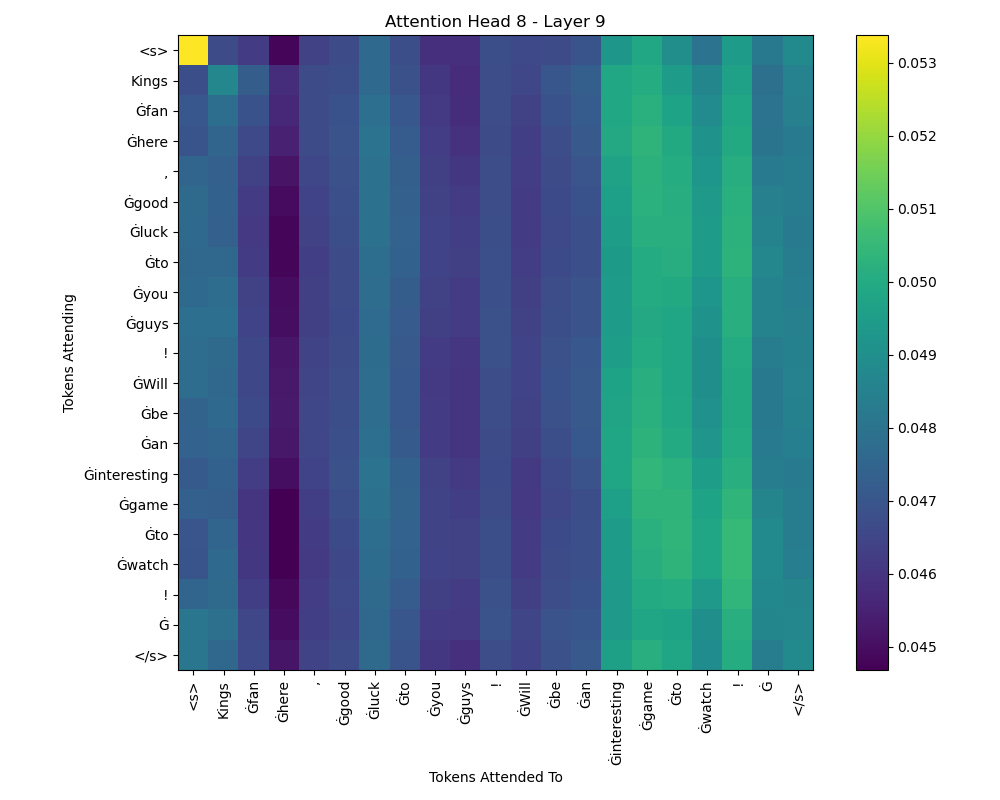 Attention Head 8 - Layer 9
Tokens Attending
<s>
Kings
Ġfan
Ġhere
,
Ġgood
Ġluck
Ġto
Ġyou
Ġguys
!
ĠWill
Ġbe
Ġan
Ġinteresting
Ġgame
Ġto
Ġwatch
!
Ġ
</s>
<s>
Kings
Ġfan
Ġhere
,
Ġgood
Ġluck
Ġto
Ġyou
Ġguys
!
ĠWill
Ġbe
Ġan
Ġinteresting
Ġgame
Ġto
Ġwatch
!
Ġ
</s>
Tokens Attended To
0.053
0.052
0.051
0.050
0.049
0.048
0.047
0.046
0.045